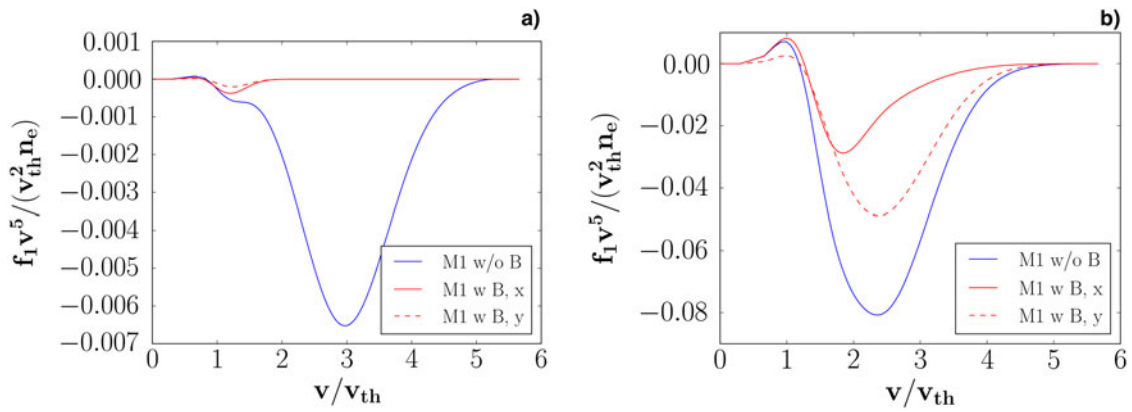 a)
0.001
0.000
−0.001
−0.002
−0.003
−0.004
−0.005
−0.006
−0.007
f₁v⁵/(v²ₜₕnₑ)
0 1 2 3 4 5 6
v/vₜₕ
M1 w/o B
M1 w B, x
M1 w B, y
b)
0.00
−0.02
−0.04
−0.06
−0.08
f₁v⁵/(v²ₜₕnₑ)
0 1 2 3 4 5 6
v/vₜₕ
M1 w/o B
M1 w B, x
M1 w B, y